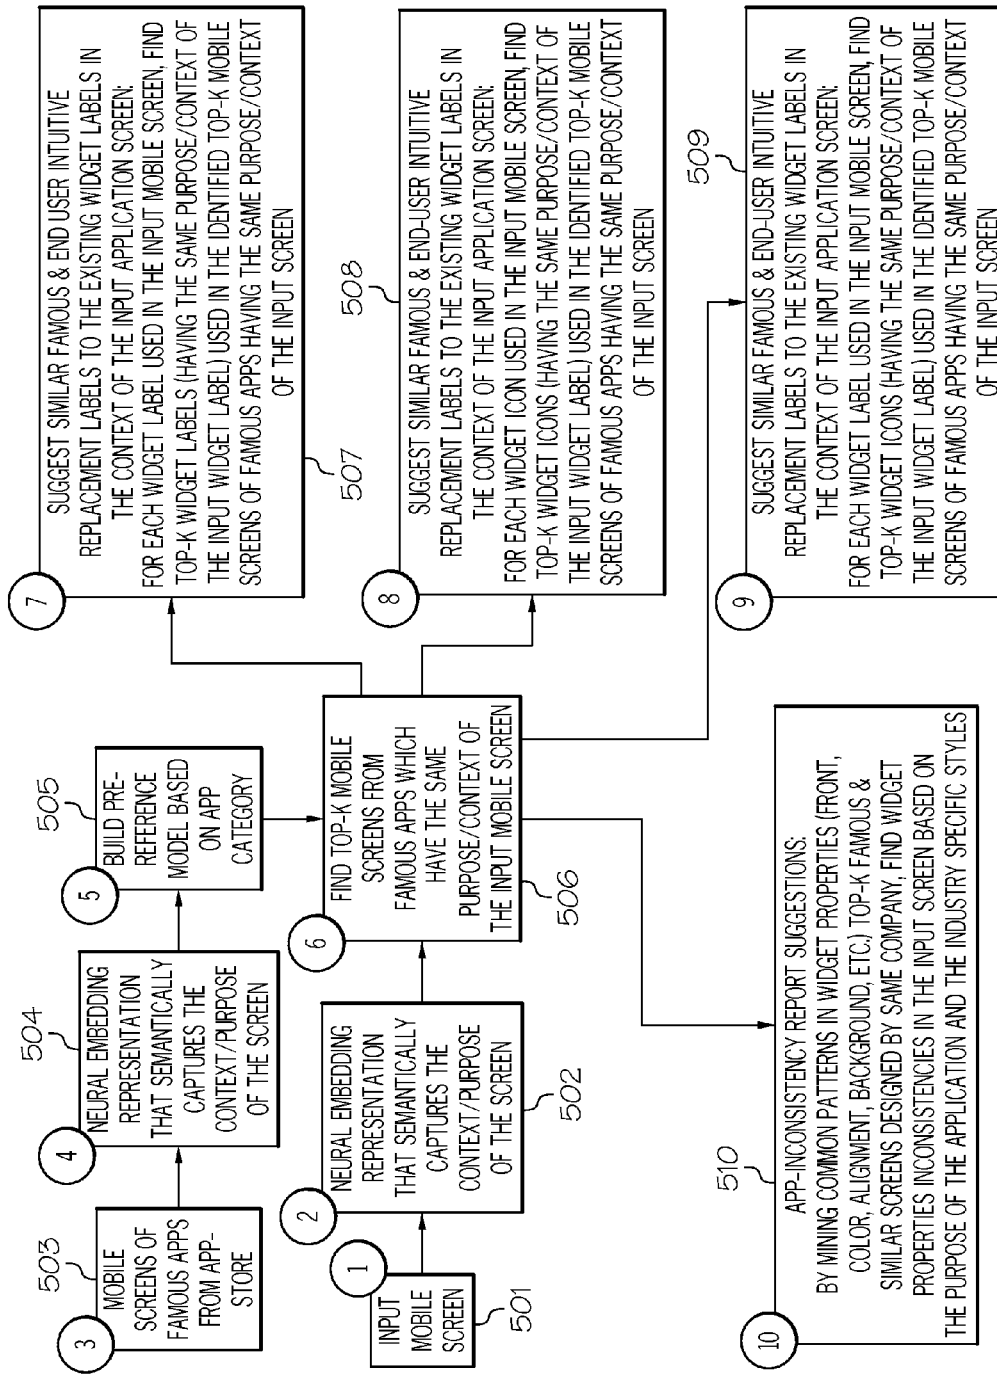 3
MOBILE
SCREENS OF
FAMOUS APPS
FROM APP-
STORE
503
4
NEURAL EMBEDDING
REPRESENTATION
THAT SEMANTICALLY
CAPTURES THE
CONTEXT/PURPOSE
OF THE SCREEN
504
5
BUILD PRE-
REFERENCE
MODEL BASED
ON APP
CATEGORY
505
1
INPUT
MOBILE
SCREEN
501
2
NEURAL EMBEDDING
REPRESENTATION
THAT SEMANTICALLY
CAPTURES THE
CONTEXT/PURPOSE
OF THE SCREEN
502
6
FIND TOP-K MOBILE
SCREENS FROM
FAMOUS APPS WHICH
HAVE THE SAME
PURPOSE/CONTEXT OF
THE INPUT MOBILE SCREEN
506
7
SUGGEST SIMILAR FAMOUS & END USER INTUITIVE
REPLACEMENT LABELS TO THE EXISTING WIDGET LABELS IN
THE CONTEXT OF THE INPUT APPLICATION SCREEN:
FOR EACH WIDGET LABEL USED IN THE INPUT MOBILE SCREEN, FIND
TOP-K WIDGET LABELS (HAVING THE SAME PURPOSE/CONTEXT OF
THE INPUT WIDGET LABEL) USED IN THE IDENTIFIED TOP-K MOBILE
SCREENS OF FAMOUS APPS HAVING THE SAME PURPOSE/CONTEXT
OF THE INPUT SCREEN
507
8
SUGGEST SIMILAR FAMOUS & END-USER INTUITIVE
REPLACEMENT LABELS TO THE EXISTING WIDGET LABELS IN
THE CONTEXT OF THE INPUT APPLICATION SCREEN:
FOR EACH WIDGET ICON USED IN THE INPUT MOBILE SCREEN, FIND
TOP-K WIDGET ICONS (HAVING THE SAME PURPOSE/CONTEXT OF
THE INPUT WIDGET LABEL) USED IN THE IDENTIFIED TOP-K MOBILE
SCREENS OF FAMOUS APPS HAVING THE SAME PURPOSE/CONTEXT
OF THE INPUT SCREEN
508
9
SUGGEST SIMILAR FAMOUS & END-USER INTUITIVE
REPLACEMENT LABELS TO THE EXISTING WIDGET LABELS IN
THE CONTEXT OF THE INPUT APPLICATION SCREEN:
FOR EACH WIDGET LABEL USED IN THE INPUT MOBILE SCREEN, FIND
TOP-K WIDGET ICONS (HAVING THE SAME PURPOSE/CONTEXT OF
THE INPUT WIDGET LABEL) USED IN THE IDENTIFIED TOP-K MOBILE
SCREENS OF FAMOUS APPS HAVING THE SAME PURPOSE/CONTEXT
OF THE INPUT SCREEN
509
10
APP-INCONSISTENCY REPORT SUGGESTIONS:
BY MINING COMMON PATTERNS IN WIDGET PROPERTIES (FRONT,
COLOR, ALIGNMENT, BACKGROUND, ETC.) TOP-K FAMOUS &
SIMILAR SCREENS DESIGNED BY SAME COMPANY, FIND WIDGET
PROPERTIES INCONSISTENCIES IN THE INPUT SCREEN BASED ON
THE PURPOSE OF THE APPLICATION AND THE INDUSTRY SPECIFIC STYLES
510